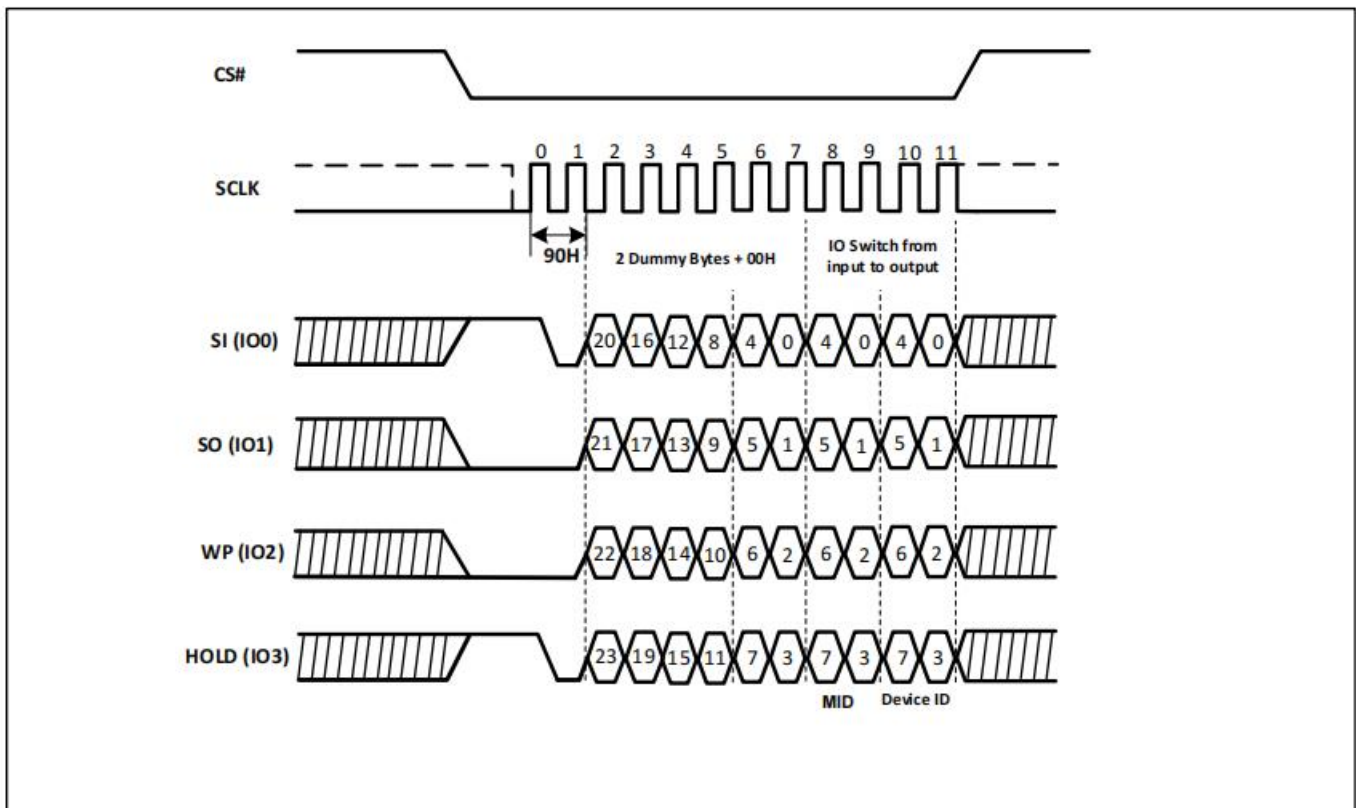 CS#
0 1 2 3 4 5 6 7 8 9 10 11
SCLK
90H
2 Dummy Bytes + 00H
IO Switch from
input to output
SI (IO0)
20 16 12 8 4 0 4 0 4 0
SO (IO1)
21 17 13 9 5 1 5 1 5 1
WP (IO2)
22 18 14 10 6 2 6 2 6 2
HOLD (IO3)
23 19 15 11 7 3 7 3 7 3
MID Device ID